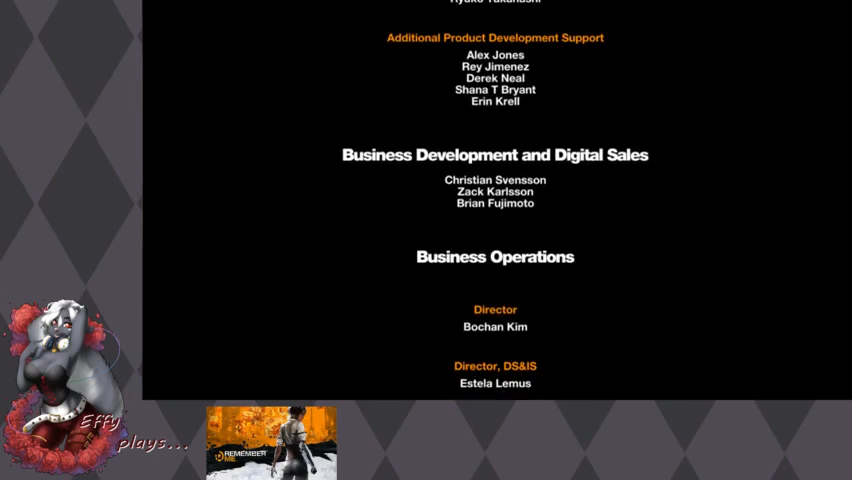 Additional Product Development Support
Alex Jones
Rey Jimenez
Derek Neal
Shana T Bryant
Erin Krell
Business Development and Digital Sales
Christian Svensson
Zack Karlsson
Brian Fujimoto
Business Operations
Director
Bochan Kim
Director, DS&IS
Estela Lemus
Effy
plays...
REMEMBER
ME